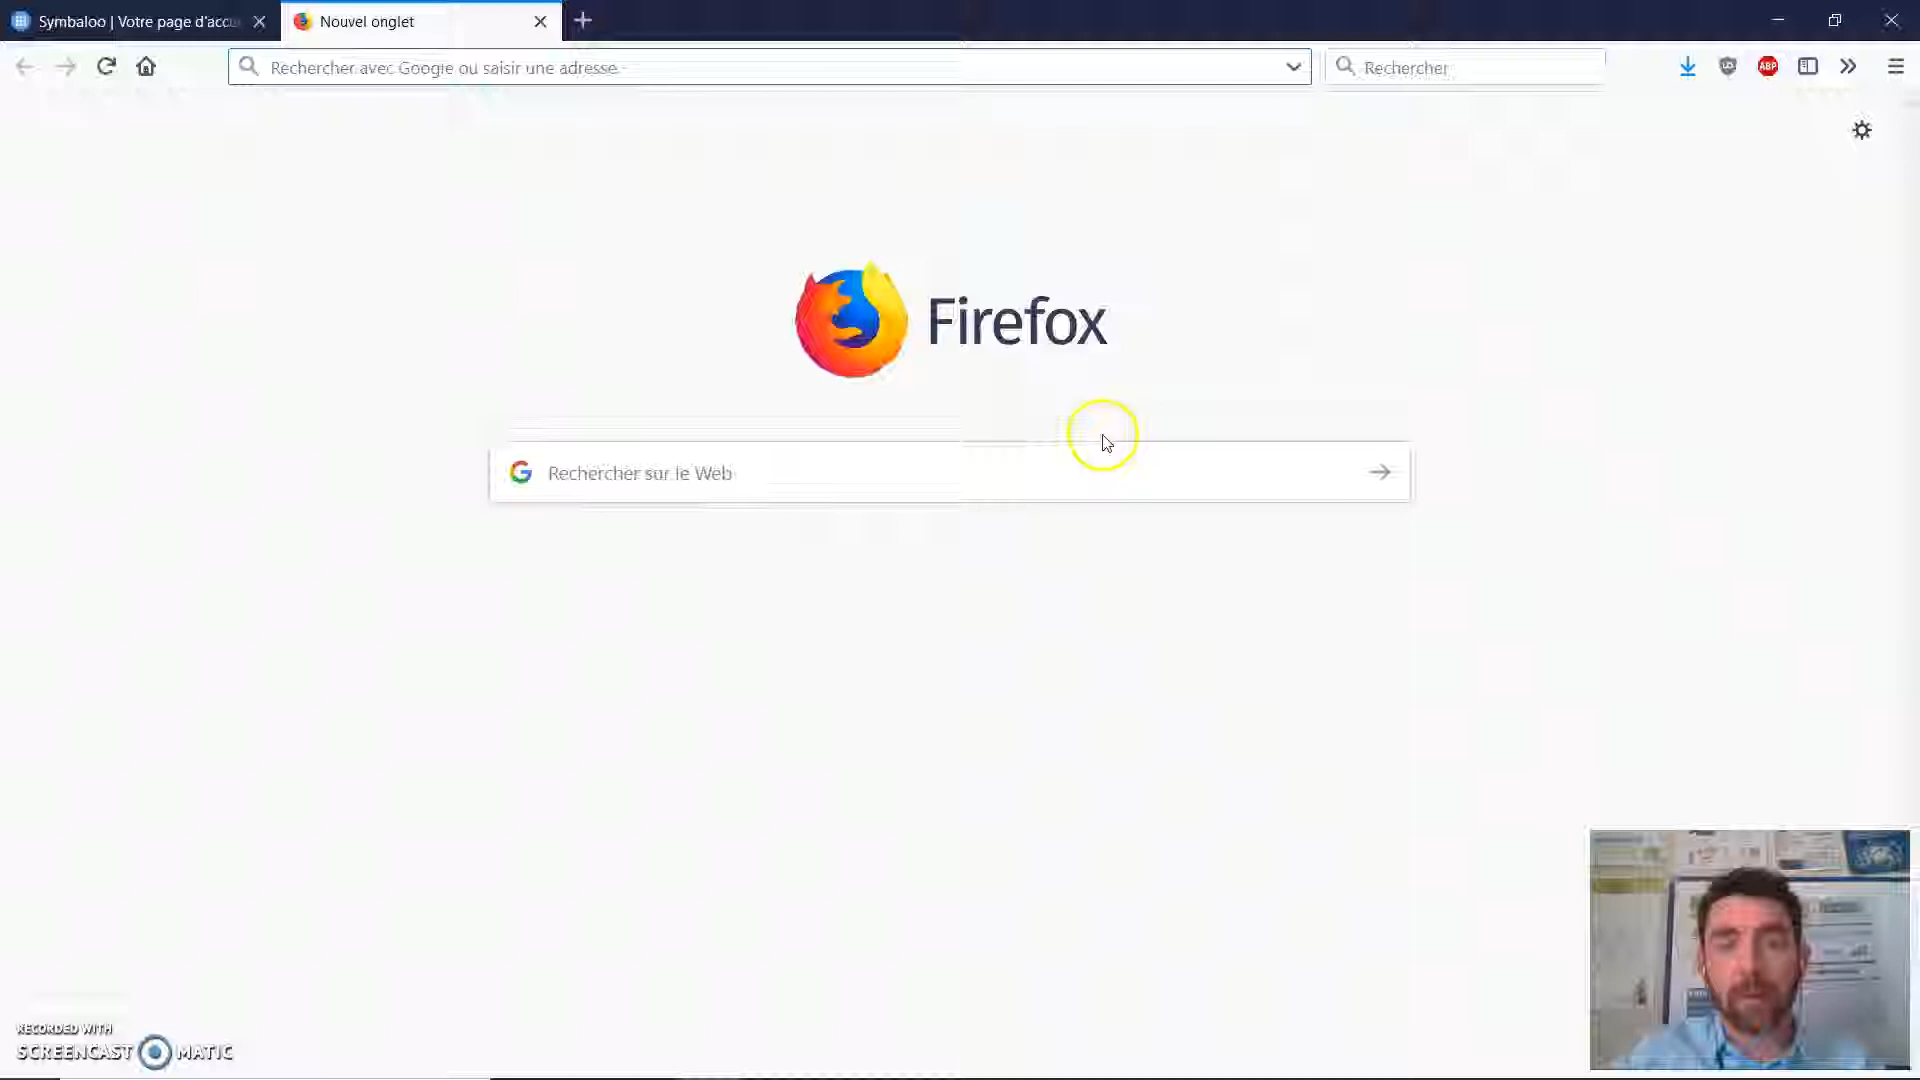 Symbaloo | Votre page d'accu
Nouvel onglet
Rechercher avec Google ou saisir une adresse
Rechercher
ABP
Firefox
Rechercher sur le Web
RECORDED WITH
SCREENCAST MATIC